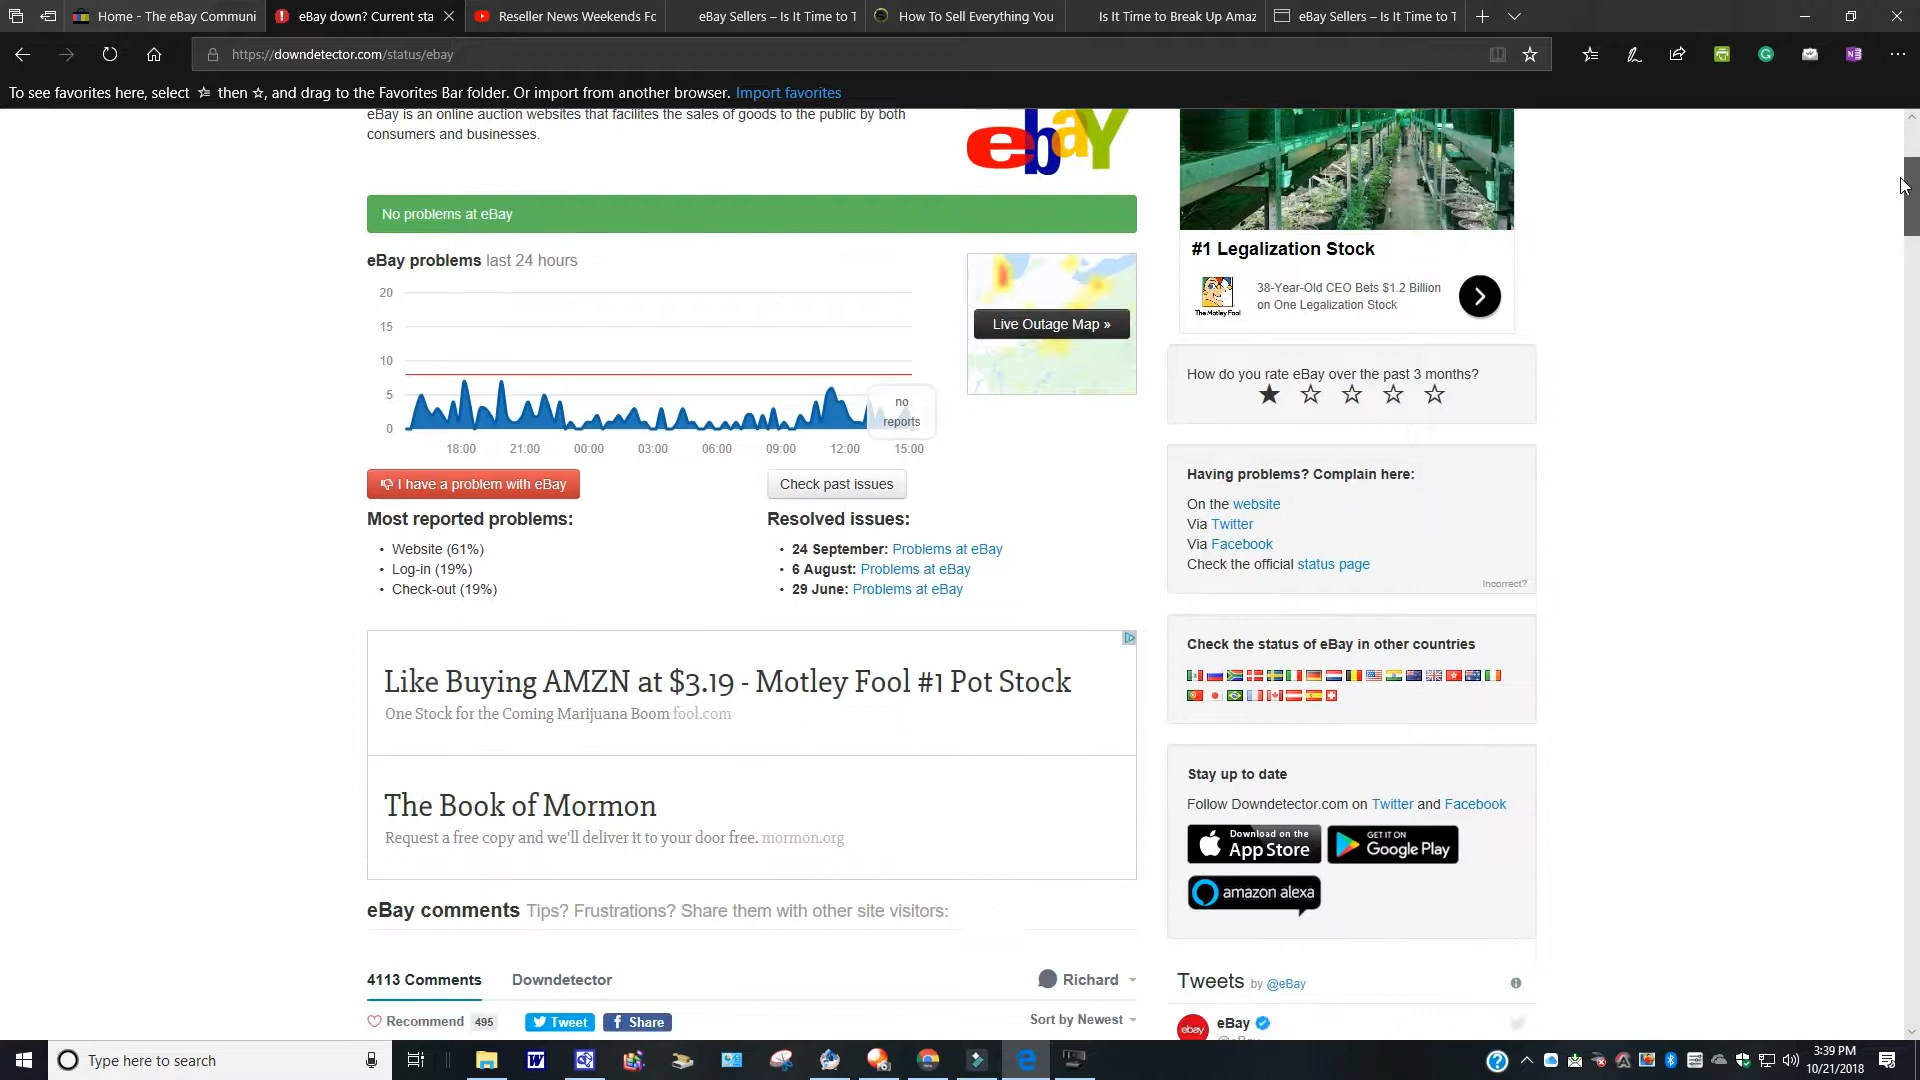 Home - The eBay Communi
eBay down? Current sta
Reseller News Weekends Fc
eBay Sellers – Is It Time to T
How To Sell Everything You
Is It Time to Break Up Amaz
eBay Sellers – Is It Time to T
https://downdetector.com/status/ebay
To see favorites here, select then , and drag to the Favorites Bar folder. Or import from another browser. Import favorites
eBay is an online auction websites that facilites the sales of goods to the public by both
consumers and businesses.
ebaY
No problems at eBay
eBay problems last 24 hours
20
15
10
5
0
no
reports
18:00 21:00 00:00 03:00 06:00 09:00 12:00 15:00
Live Outage Map »
I have a problem with eBay
Check past issues
Most reported problems:
• Website (61%)
• Log-in (19%)
• Check-out (19%)
Resolved issues:
• 24 September: Problems at eBay
• 6 August: Problems at eBay
• 29 June: Problems at eBay
Like Buying AMZN at $3.19 - Motley Fool #1 Pot Stock
One Stock for the Coming Marijuana Boom fool.com
The Book of Mormon
Request a free copy and we'll deliver it to your door free. mormon.org
eBay comments Tips? Frustrations? Share them with other site visitors:
4113 Comments Downdetector Richard
Recommend 495 Tweet f Share Sort by Newest
#1 Legalization Stock
The Motley Fool
38-Year-Old CEO Bets $1.2 Billion
on One Legalization Stock
How do you rate eBay over the past 3 months?
Having problems? Complain here:
On the website
Via Twitter
Via Facebook
Check the official status page
Incorrect?
Check the status of eBay in other countries
Stay up to date
Follow Downdetector.com on Twitter and Facebook
Download on the
App Store
GET IT ON
Google Play
amazon alexa
Tweets by @eBay
ebay
eBay
@eBay
Type here to search
3:39 PM
10/21/2018